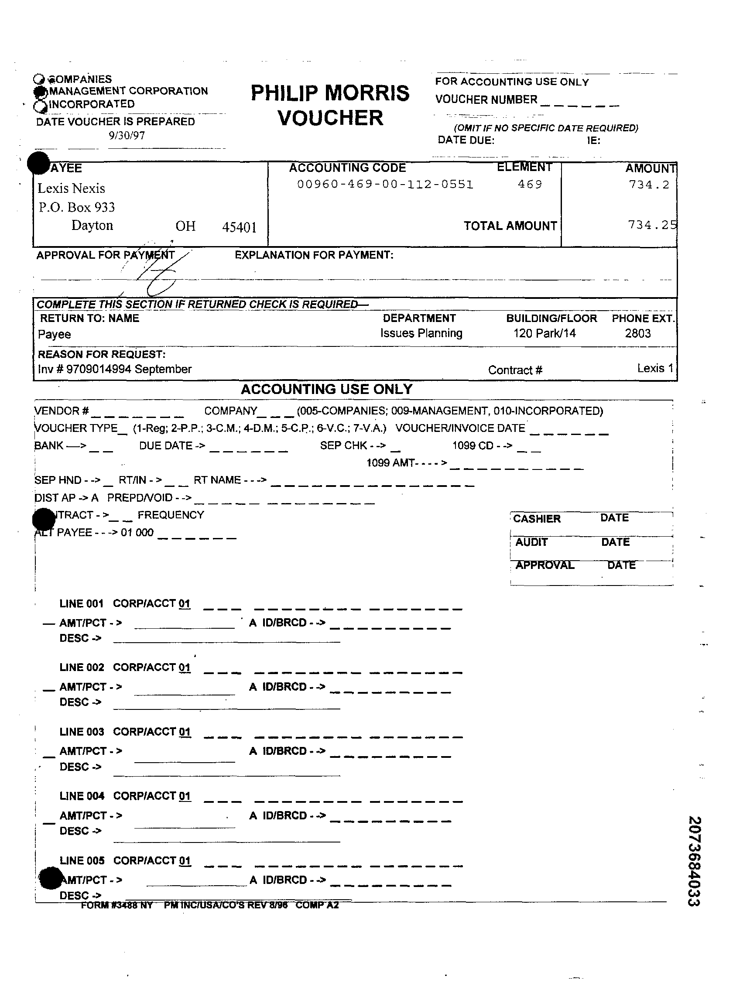 COMPANIES
MANAGEMENT CORPORATION
INCORPORATED
DATE VOUCHER IS PREPARED
9/30/97
PHILIP MORRIS
VOUCHER
FOR ACCOUNTING USE ONLY
VOUCHER NUMBER _ _ _ _ _ _
(OMIT IF NO SPECIFIC DATE REQUIRED)
DATE DUE: IE:
AYEE ACCOUNTING CODE ELEMENT AMOUNT
Lexis Nexis 00960-469-00-112-0551 469 734.2
P.O. Box 933
Dayton OH 45401 TOTAL AMOUNT 734.25
APPROVAL FOR PAYMENT EXPLANATION FOR PAYMENT:
COMPLETE THIS SECTION IF RETURNED CHECK IS REQUIRED—
RETURN TO: NAME DEPARTMENT BUILDING/FLOOR PHONE EXT.
Payee Issues Planning 120 Park/14 2803
REASON FOR REQUEST:
Inv # 9709014994 September Contract # Lexis 1
ACCOUNTING USE ONLY
VENDOR # _ _ _ _ _ _ _ COMPANY_ _ _ (005-COMPANIES; 009-MANAGEMENT, 010-INCORPORATED)
VOUCHER TYPE_ (1-Reg; 2-P.P.; 3-C.M.; 4-D.M.; 5-C.P.; 6-V.C.; 7-V.A.) VOUCHER/INVOICE DATE _ _ _ _ _ _
BANK —> _ _ DUE DATE -> _ _ _ _ _ _ SEP CHK - -> _ 1099 CD - -> _ _
1099 AMT- - - - > _ _ _ _ _ _ _ _ _ _
SEP HND - -> _ RT/IN - > _ _ RT NAME - - -> _ _ _ _ _ _ _ _ _ _ _ _ _ _ _
DIST AP -> A PREPD/VOID - -> _ _ _ _ _ _ _ _ _ _ _ _ _
NTRACT - > _ _ FREQUENCY
ALT PAYEE - - -> 01 000 _ _ _ _ _ _
CASHIER DATE
AUDIT DATE
APPROVAL DATE
LINE 001 CORP/ACCT 01 _ _ _ _ _ _ _ _ _ _ _ _ _ _ _ _
_ AMT/PCT - > A ID/BRCD - -> _ _ _ _ _ _ _ _ _
DESC ->
LINE 002 CORP/ACCT 01 _ _ _ _ _ _ _ _ _ _ _ _ _ _ _ _
_ AMT/PCT - > A ID/BRCD - -> _ _ _ _ _ _ _ _ _
DESC ->
LINE 003 CORP/ACCT 01 _ _ _ _ _ _ _ _ _ _ _ _ _ _ _ _
_ AMT/PCT - > A ID/BRCD - -> _ _ _ _ _ _ _ _ _
DESC ->
LINE 004 CORP/ACCT 01 _ _ _ _ _ _ _ _ _ _ _ _ _ _ _ _
_ AMT/PCT - > A ID/BRCD - -> _ _ _ _ _ _ _ _ _
DESC ->
LINE 005 CORP/ACCT 01 _ _ _ _ _ _ _ _ _ _ _ _ _ _ _ _
AMT/PCT - > A ID/BRCD - -> _ _ _ _ _ _ _ _ _
DESC ->
FORM #3488 NY PM INC/USA/CO'S REV 8/96 COMP A2
2073684033